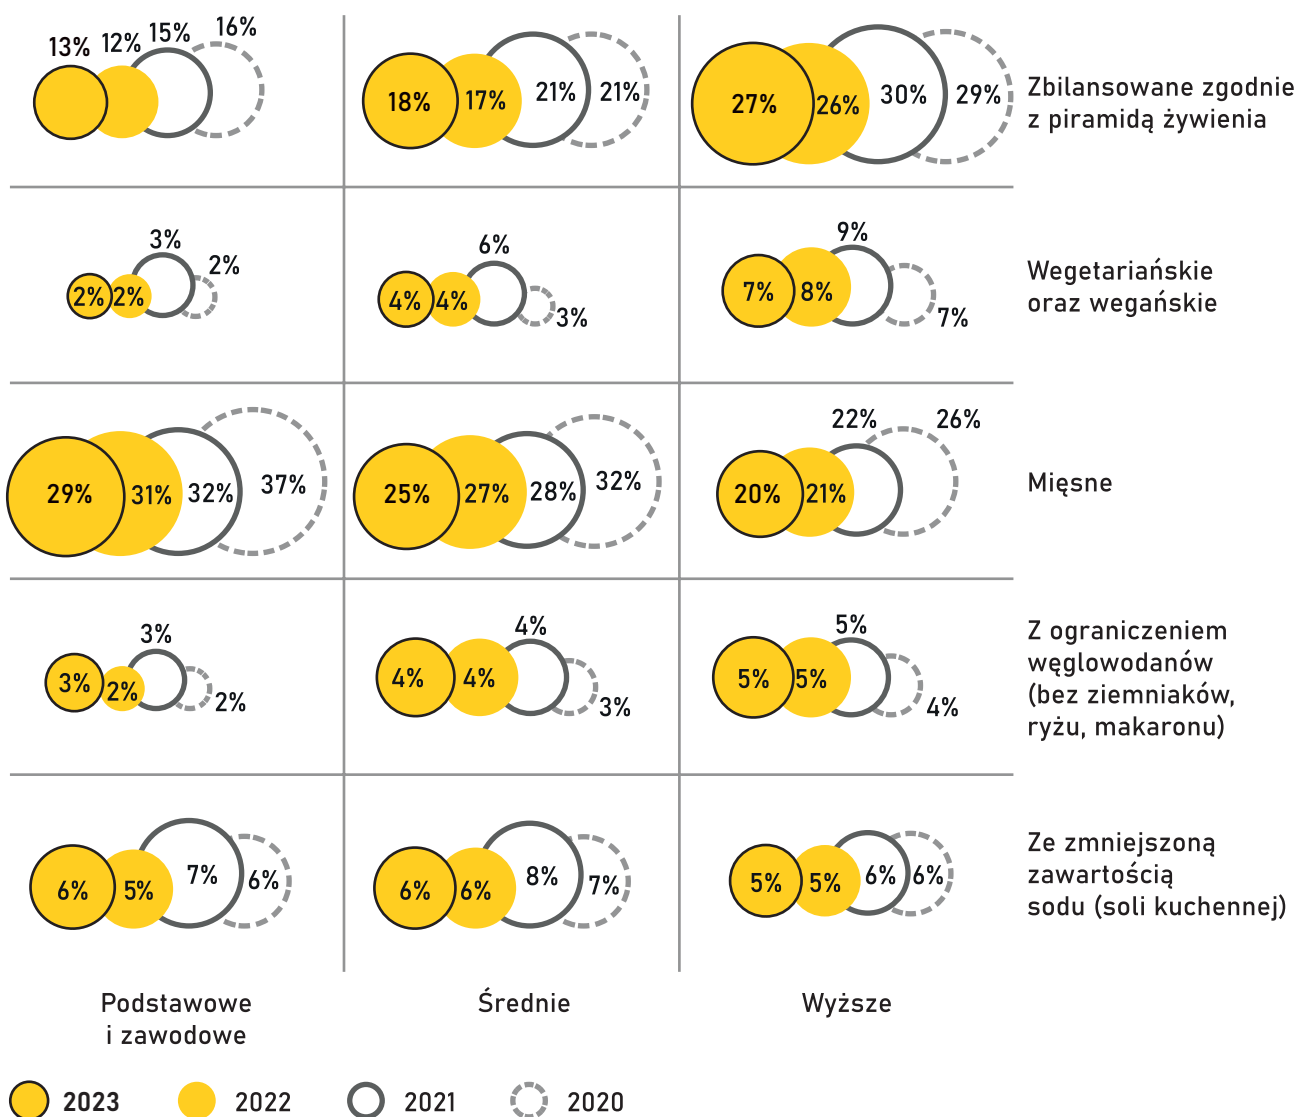 13% 12% 15% 16%
18% 17% 21% 21%
27% 26% 30% 29%
Zbilansowane zgodnie
z piramidą żywienia
2% 2% 3% 2%
4% 4% 6% 3%
7% 8% 9% 7%
Wegetariańskie
oraz wegańskie
29% 31% 32% 37%
25% 27% 28% 32%
20% 21% 22% 26%
Mięsne
3% 2% 3% 2%
4% 4% 4% 3%
5% 5% 5% 4%
Z ograniczeniem
węglowodanów
(bez ziemniaków,
ryżu, makaronu)
6% 5% 7% 6%
6% 6% 8% 7%
5% 5% 6% 6%
Ze zmniejszoną
zawartością
sodu (soli kuchennej)
Podstawowe
i zawodowe
Średnie
Wyższe
2023 2022 2021 2020